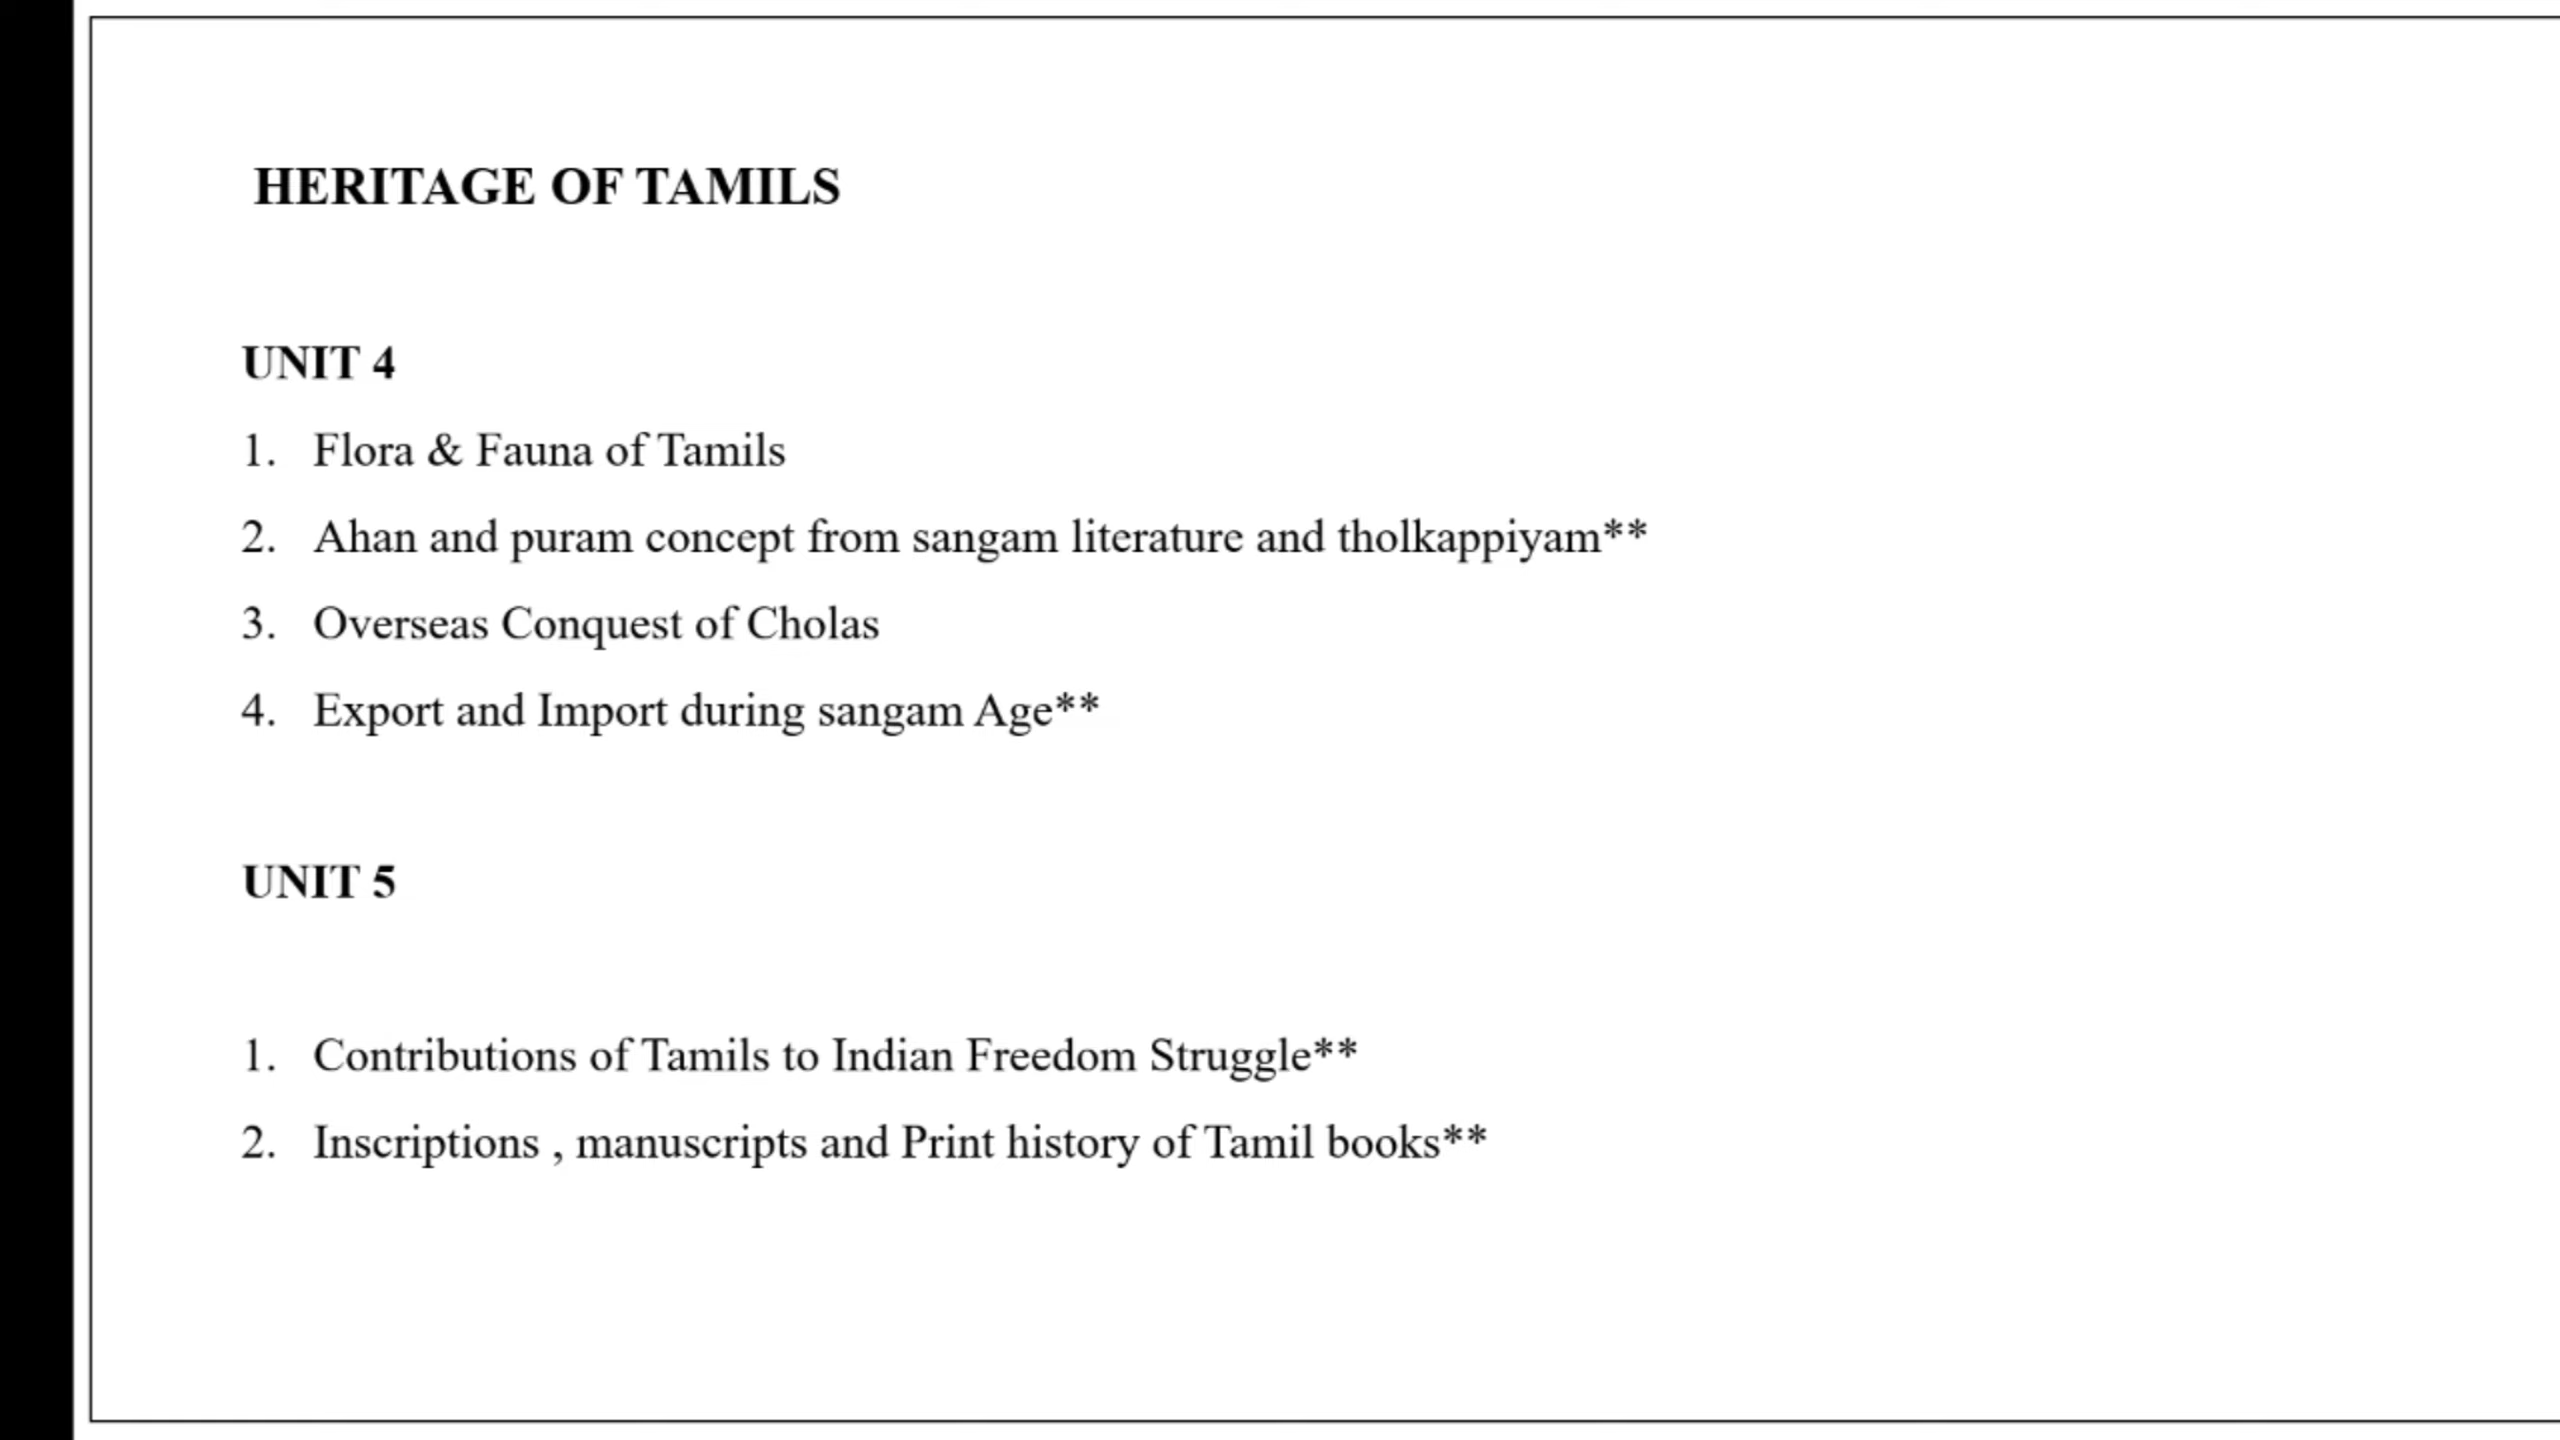 HERITAGE OF TAMILS
UNIT 4
1. Flora & Fauna of Tamils
2. Ahan and puram concept from sangam literature and tholkappiyam**
3. Overseas Conquest of Cholas
4. Export and Import during sangam Age**
UNIT 5
1. Contributions of Tamils to Indian Freedom Struggle**
2. Inscriptions , manuscripts and Print history of Tamil books**